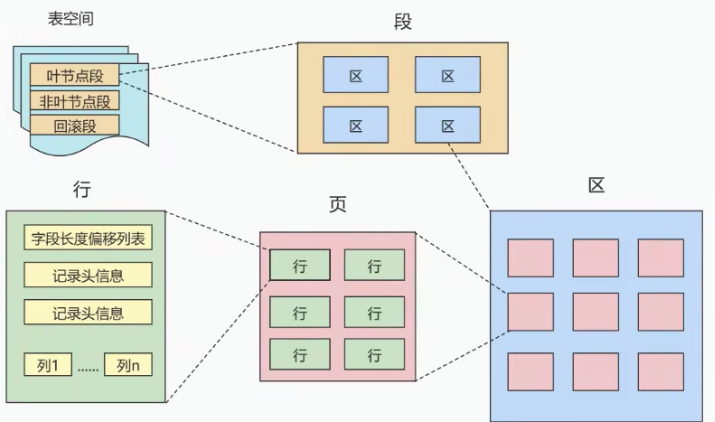 表空间
叶节点段
非叶节点段
回滚段
段
区 区
区 区
行
字段长度偏移列表
记录头信息
记录头信息
列1 ...... 列n
页
行 行
行 行
行 行
区